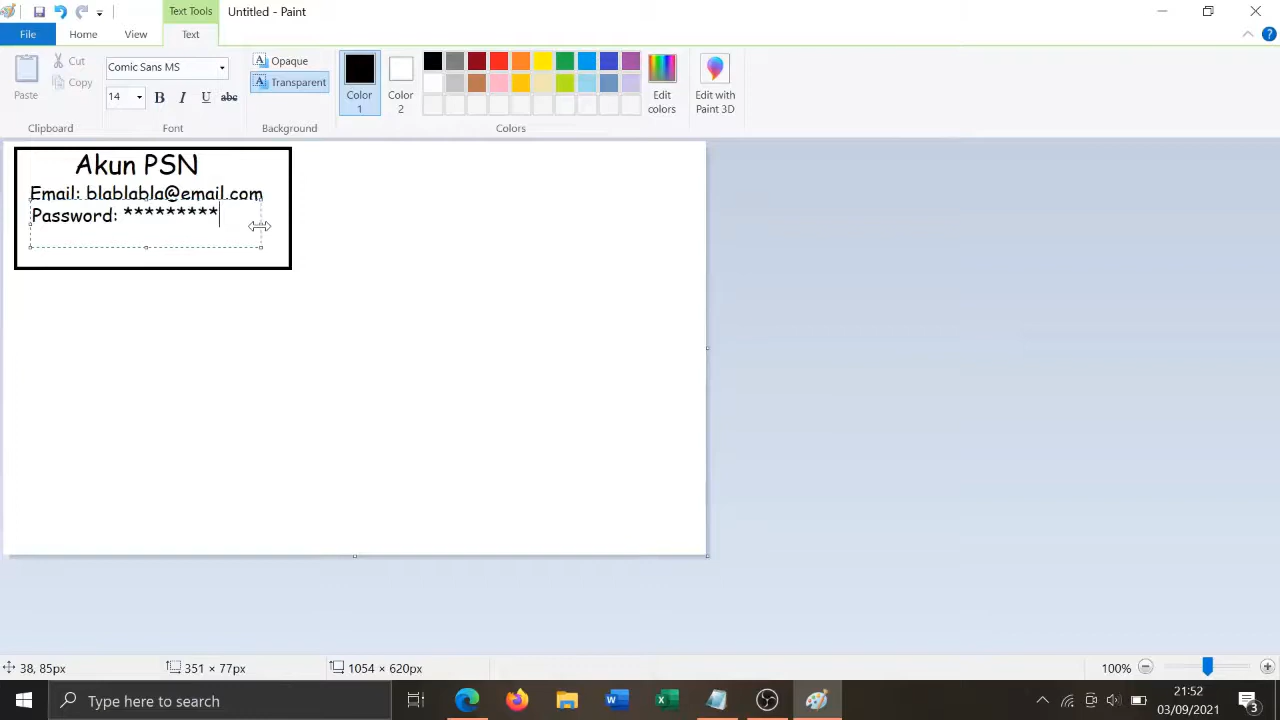 Text Tools
Untitled - Paint
File
Home
View
Text
Paste
Cut
Copy
Clipboard
Comic Sans MS
14
B I U abc
Font
Opaque
Transparent
Background
Color 1
Color 2
Colors
Edit colors
Edit with Paint 3D
Akun PSN
Email: blablabla@email.com
Password: *********
38, 85px
351 × 77px
1054 × 620px
100%
Type here to search
21:52
03/09/2021
3